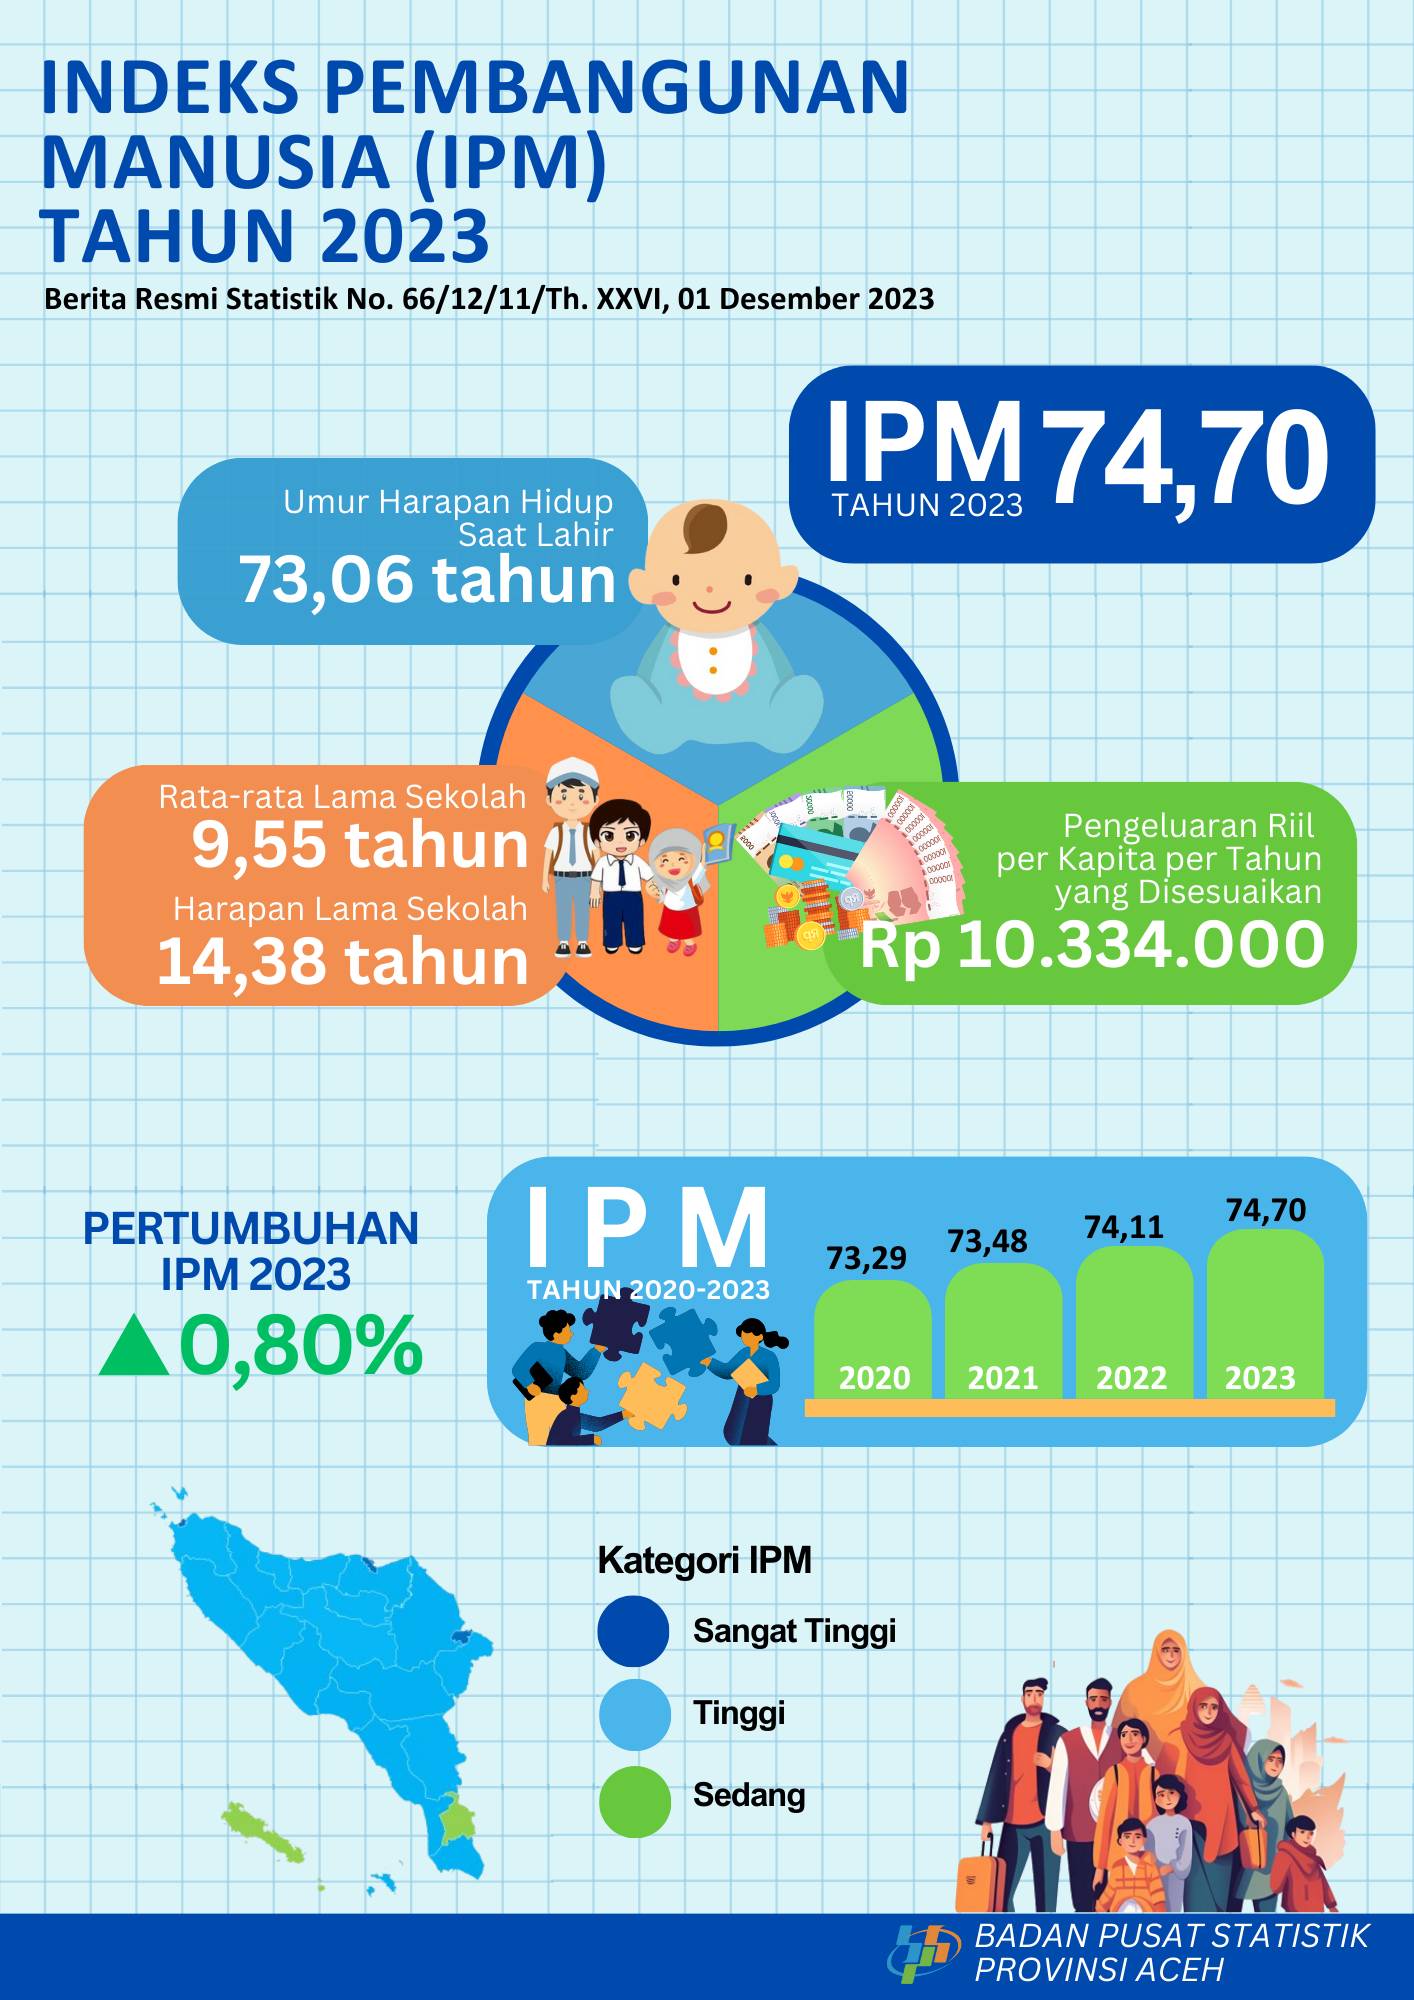 INDEKS PEMBANGUNAN
MANUSIA (IPM)
TAHUN 2023
Berita Resmi Statistik No. 66/12/11/Th. XXVI, 01 Desember 2023
IPM
TAHUN 2023
74,70
Umur Harapan Hidup
Saat Lahir
73,06 tahun
Rata-rata Lama Sekolah
9,55 tahun
Harapan Lama Sekolah
14,38 tahun
Pengeluaran Riil
per Kapita per Tahun
yang Disesuaikan
Rp 10.334.000
PERTUMBUHAN
IPM 2023
0,80%
IPM
TAHUN 2020-2023
73,29
73,48
74,11
74,70
2020
2021
2022
2023
Kategori IPM
Sangat Tinggi
Tinggi
Sedang
BADAN PUSAT STATISTIK
PROVINSI ACEH